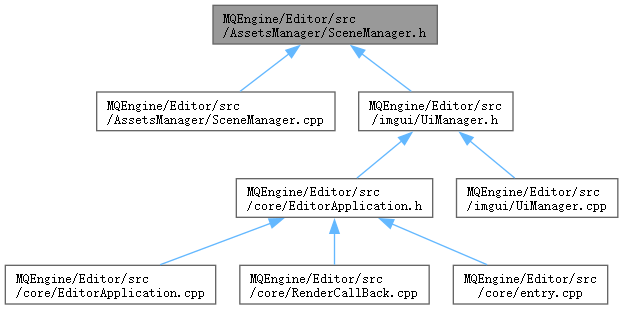 MQEngine/Editor/src
/AssetsManager/SceneManager.h
MQEngine/Editor/src
/AssetsManager/SceneManager.cpp
MQEngine/Editor/src
/imgui/UiManager.h
MQEngine/Editor/src
/core/EditorApplication.h
MQEngine/Editor/src
/imgui/UiManager.cpp
MQEngine/Editor/src
/core/EditorApplication.cpp
MQEngine/Editor/src
/core/RenderCallBack.cpp
MQEngine/Editor/src
/core/entry.cpp